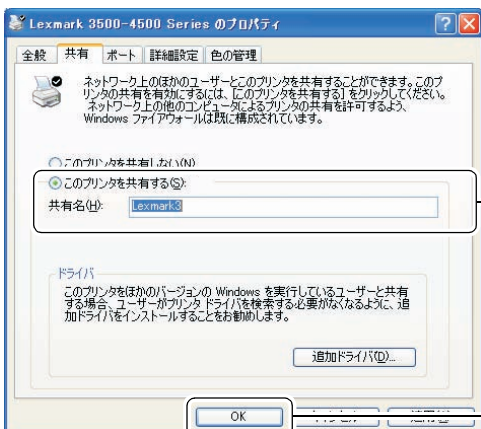 Lexmark 3500-4500 Series のプロパティ
全般 共有 ポート 詳細設定 色の管理
ネットワーク上のほかのユーザーとこのプリンタを共有することができます。このプ
リンタの共有を有効にするには、[このプリンタを共有する] をクリックしてください。
ネットワーク上の他のコンピュータによるプリンタの共有を許可するよう、
Windows ファイアウォールは既に構成されています。
このプリンタを共有しない(N)
このプリンタを共有する(S):
共有名(H): Lexmark3
ドライバ
このプリンタをほかのバージョンの Windows を実行しているユーザーと共有
する場合、ユーザーがプリンタ ドライバを検索する必要がなくなるように、追
加ドライバをインストールすることをお勧めします。
追加ドライバ(D)...
OK